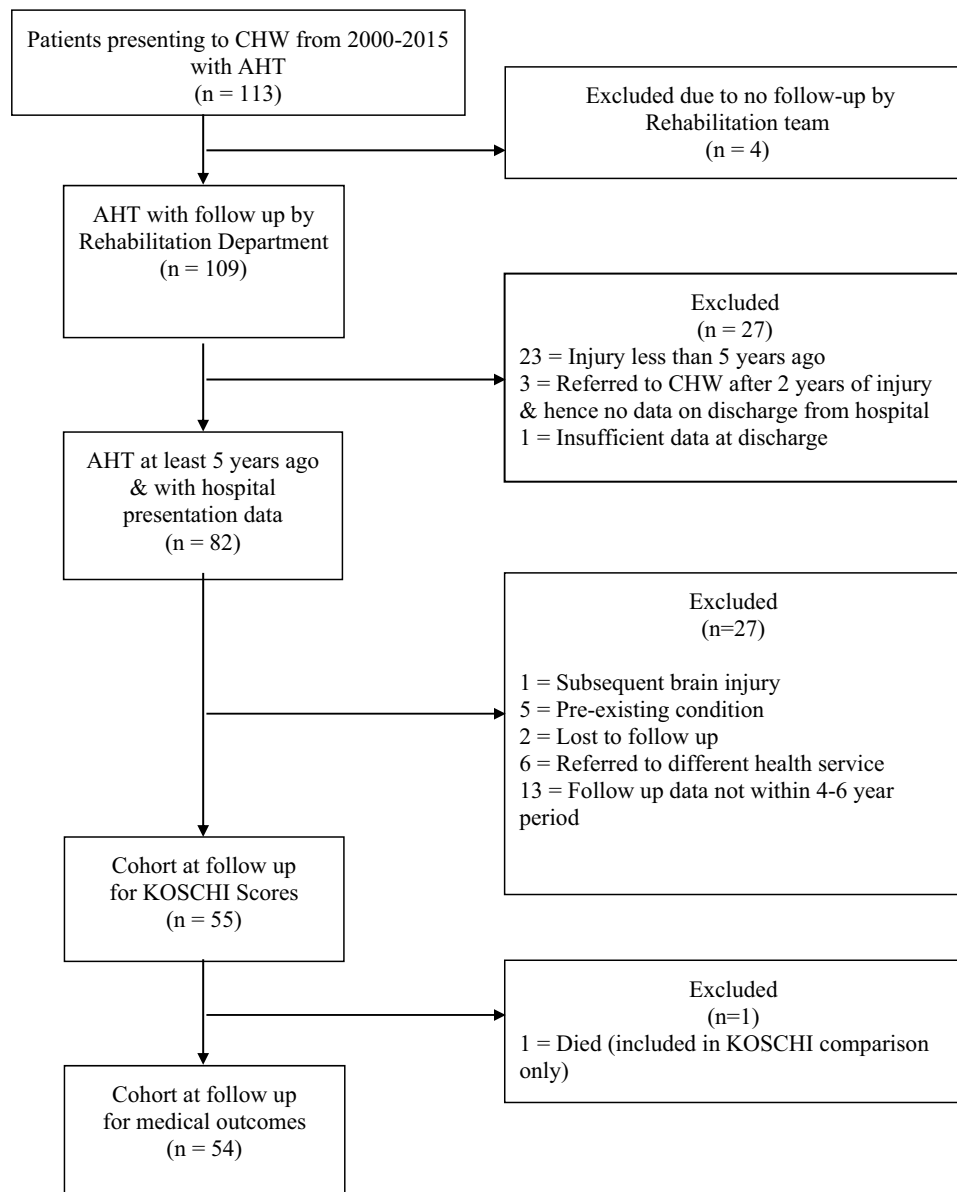 Patients presenting to CHW from 2000-2015
with AHT
(n = 113)
Excluded due to no follow-up by
Rehabilitation team
(n = 4)
AHT with follow up by
Rehabilitation Department
(n = 109)
Excluded
(n = 27)
23 = Injury less than 5 years ago
3 = Referred to CHW after 2 years of injury
& hence no data on discharge from hospital
1 = Insufficient data at discharge
AHT at least 5 years ago
& with hospital
presentation data
(n = 82)
Excluded
(n=27)
1 = Subsequent brain injury
5 = Pre-existing condition
2 = Lost to follow up
6 = Referred to different health service
13 = Follow up data not within 4-6 year
period
Cohort at follow up
for KOSCHI Scores
(n = 55)
Excluded
(n=1)
1 = Died (included in KOSCHI comparison
only)
Cohort at follow up
for medical outcomes
(n = 54)